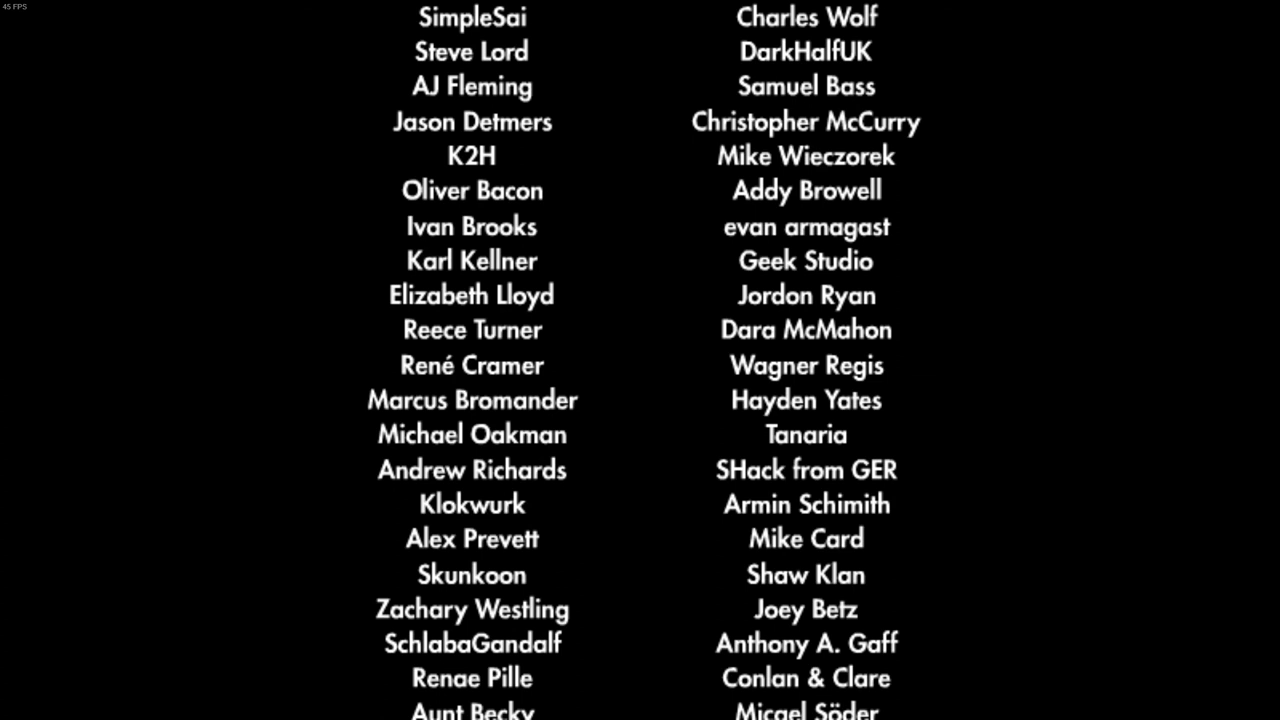 45 FPS
SimpleSai
Charles Wolf
Steve Lord
DarkHalfUK
AJ Fleming
Samuel Bass
Jason Detmers
Christopher McCurry
K2H
Mike Wieczorek
Oliver Bacon
Addy Browell
Ivan Brooks
evan armagast
Karl Kellner
Geek Studio
Elizabeth Lloyd
Jordon Ryan
Reece Turner
Dara McMahon
René Cramer
Wagner Regis
Marcus Bromander
Hayden Yates
Michael Oakman
Tanaria
Andrew Richards
SHack from GER
Klokwurk
Armin Schimith
Alex Prevett
Mike Card
Skunkoon
Shaw Klan
Zachary Westling
Joey Betz
SchlabaGandalf
Anthony A. Gaff
Renae Pille
Conlan & Clare
Aunt Becky
Micael Söder